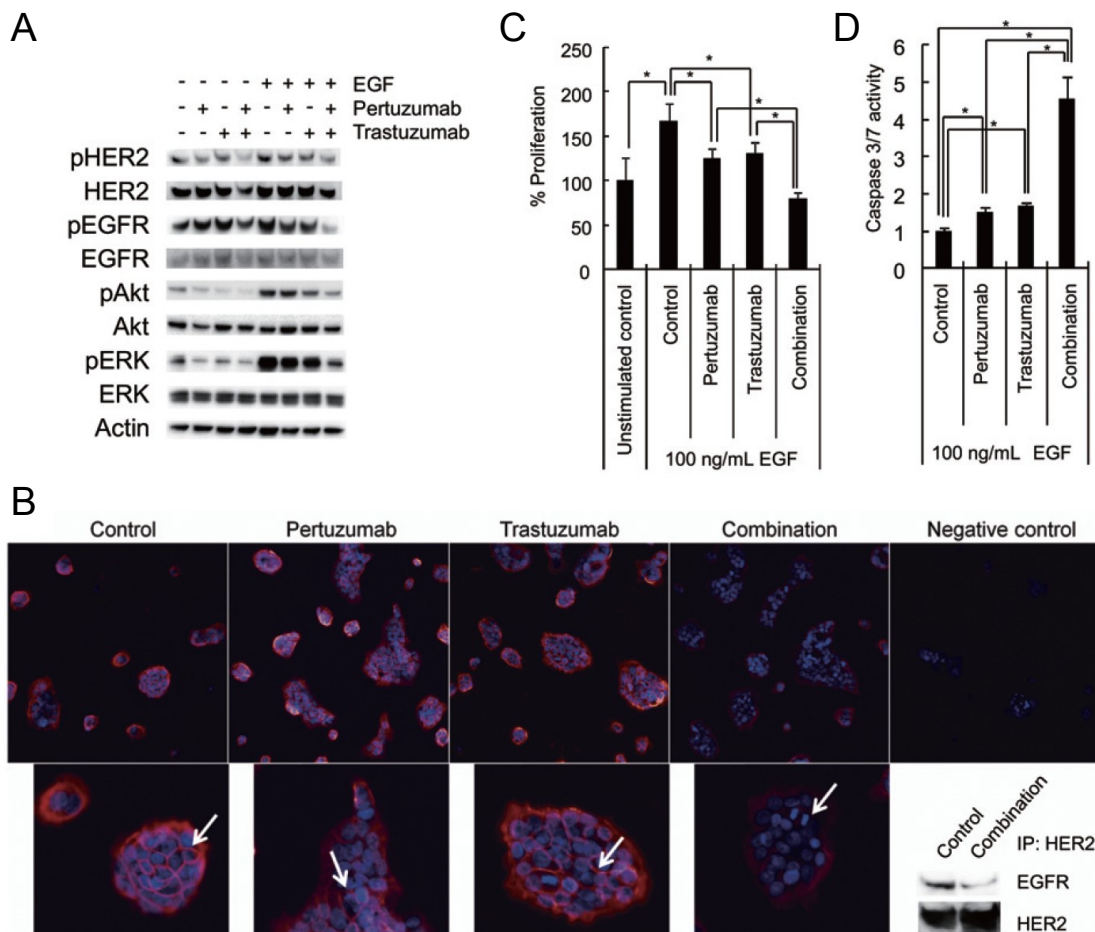 A
- - - - + + + + EGF
- + - + - + - + Pertuzumab
- - + + - - + + Trastuzumab
pHER2
HER2
pEGFR
EGFR
pAkt
Akt
pERK
ERK
Actin
C
% Proliferation
250
200
150
100
50
0
* * * * *
Unstimulated control
Control
Pertuzumab
Trastuzumab
Combination
100 ng/mL EGF
D
Caspase 3/7 activity
6
5
4
3
2
1
0
* * * * *
Control
Pertuzumab
Trastuzumab
Combination
100 ng/mL EGF
B
Control
Pertuzumab
Trastuzumab
Combination
Negative control
Control
Combination
IP: HER2
EGFR
HER2